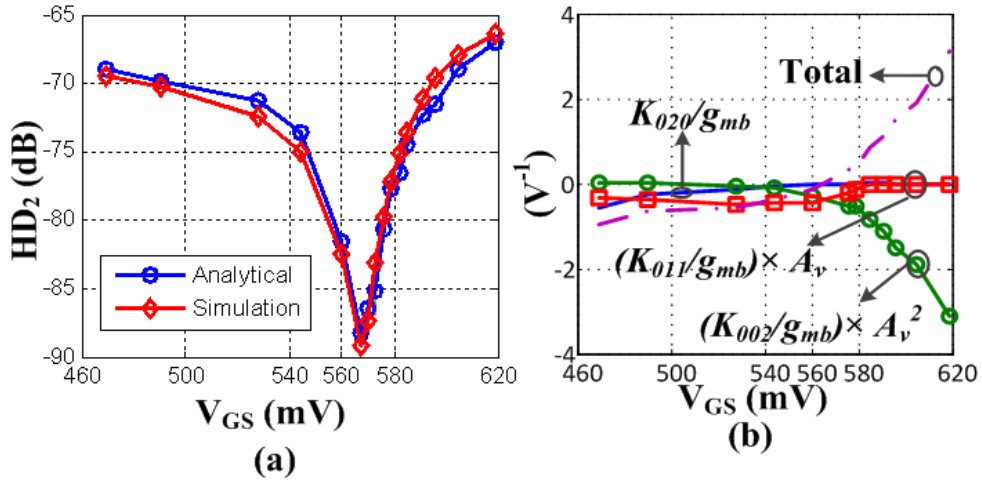 -65
-70
-75
-80
-85
-90
HD2 (dB)
Analytical
Simulation
460 500 540 560 580 620
VGS (mV)
(a)
(b)
4
2
0
-2
-4
(V-1)
Total
K020/gmb
(K011/gmb)× Av
(K002/gmb)× Av2
460 500 540 560 580 620
VGS (mV)
(b)